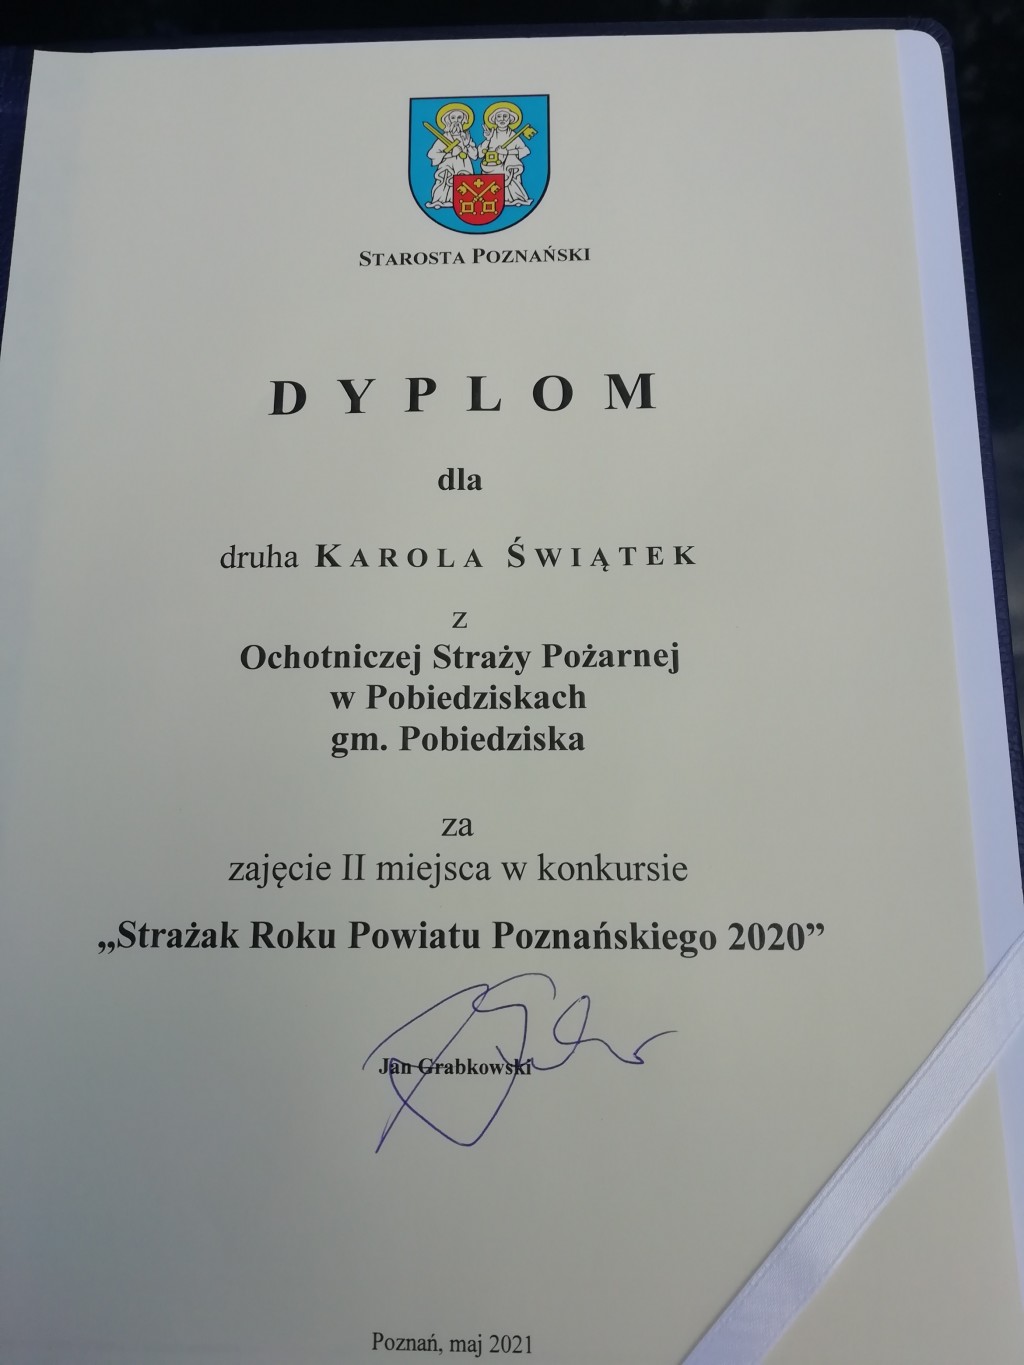 STAROSTA POZNAŃSKI
DYPLOM
dla
druha KAROLA ŚWIĄTEK
z
Ochotniczej Straży Pożarnej
w Pobiedziskach
gm. Pobiedziska
za
zajęcie II miejsca w konkursie
„Strażak Roku Powiatu Poznańskiego 2020”
Jan Grabkowski
Poznań, maj 2021